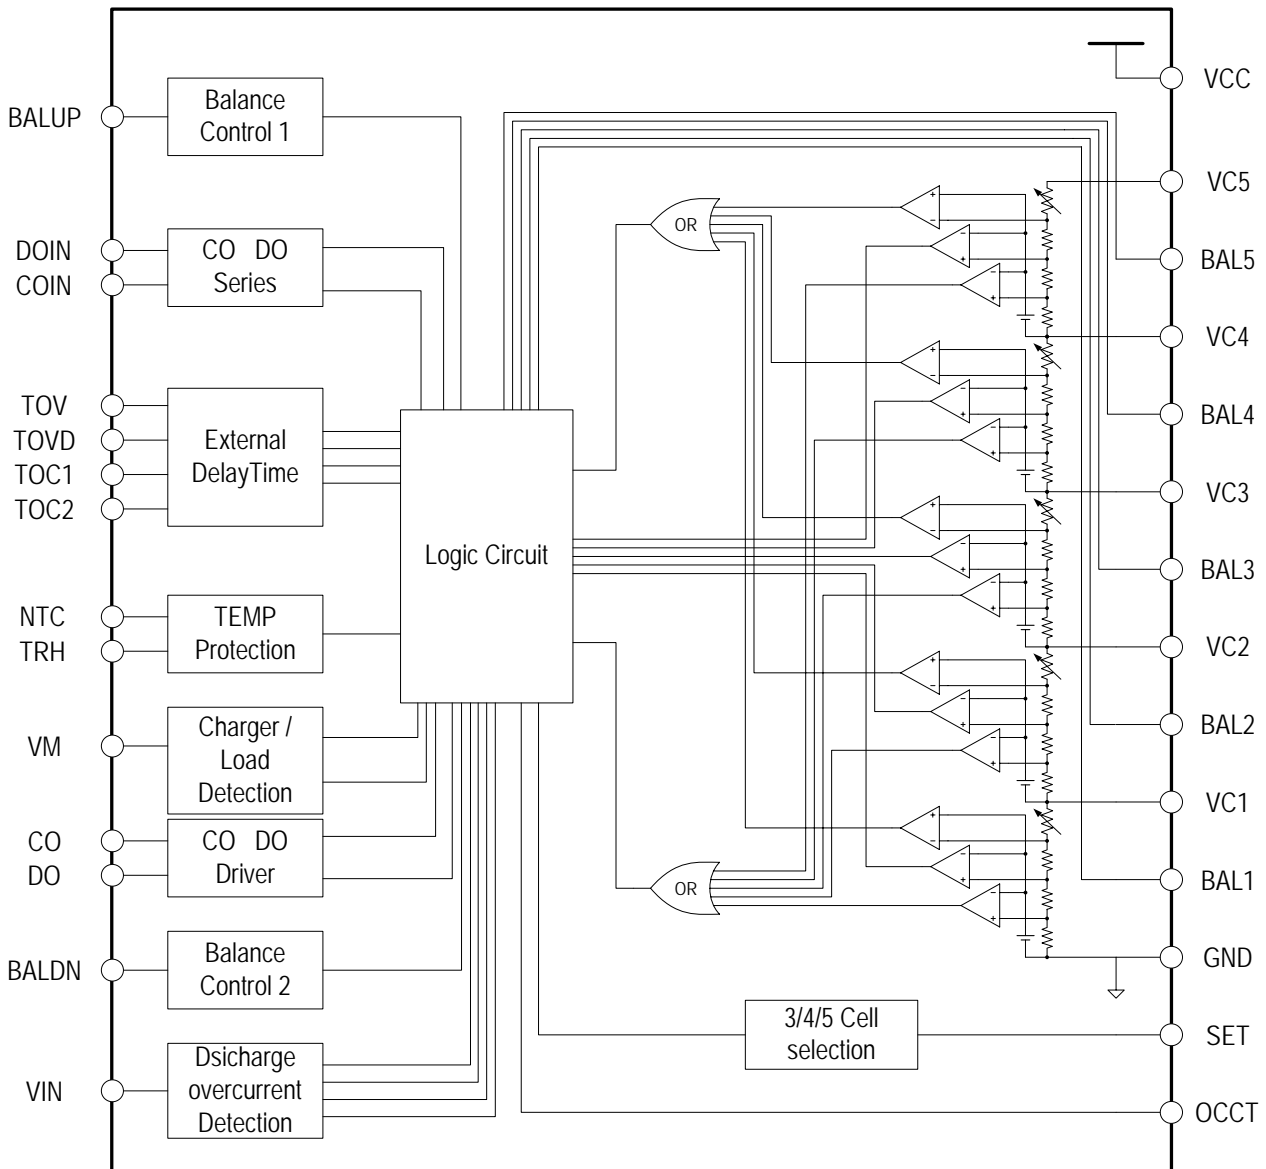 BALUP
Balance
Control 1
DOIN
COIN
CO DO
Series
TOV
TOVD
TOC1
TOC2
External
DelayTime
NTC
TRH
TEMP
Protection
VM
Charger /
Load
Detection
CO
DO
CO DO
Driver
BALDN
Balance
Control 2
VIN
Dsicharge
overcurrent
Detection
Logic Circuit
OR
OR
3/4/5 Cell
selection
VCC
VC5
BAL5
VC4
BAL4
VC3
BAL3
VC2
BAL2
VC1
BAL1
GND
SET
OCCT